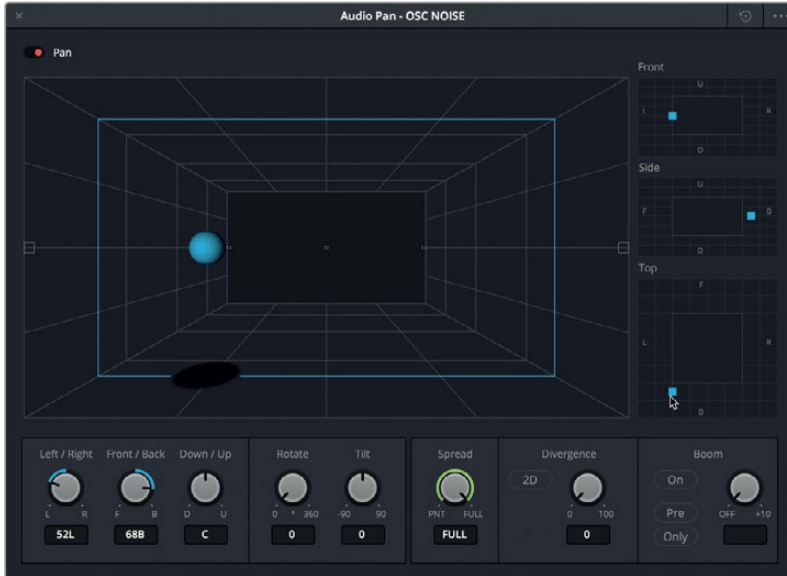 × Audio Pan - OSC NOISE
Pan
Front
U
L R
D
Side
U
F D
D
Top
F
L R
D
Left / Right Front / Back Down / Up Rotate Tilt Spread Divergence Boom
2D On
L R F B D U 0 * 360 -90 90 PNT FULL 0 100 Pre OFF +10
52L 68B C 0 0 FULL 0 Only